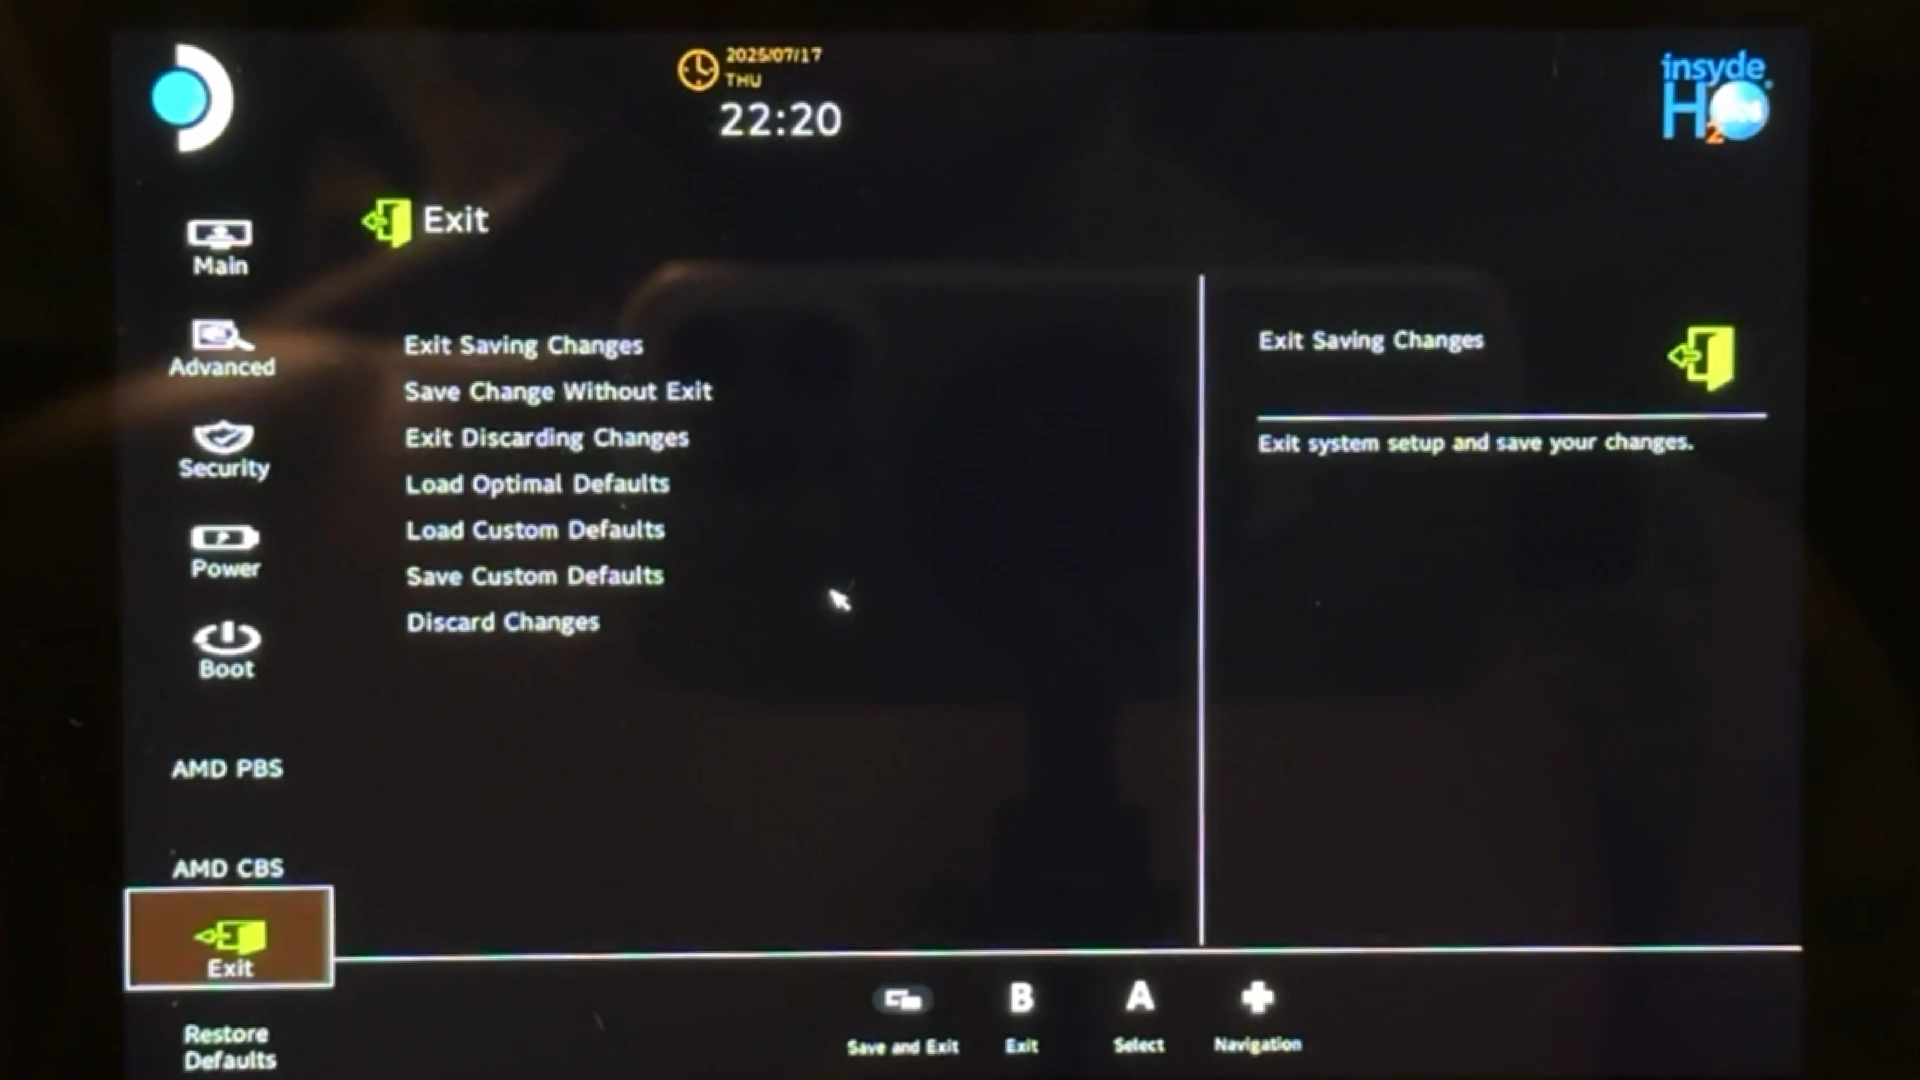 2025/07/17
THU
22:20
insyde
H2
Exit
Main
Advanced
Security
Power
Boot
AMD PBS
AMD CBS
Exit
Restore
Defaults
Exit Saving Changes
Save Change Without Exit
Exit Discarding Changes
Load Optimal Defaults
Load Custom Defaults
Save Custom Defaults
Discard Changes
Exit Saving Changes
Exit system setup and save your changes.
Save and Exit
B
Exit
A
Select
Navigation